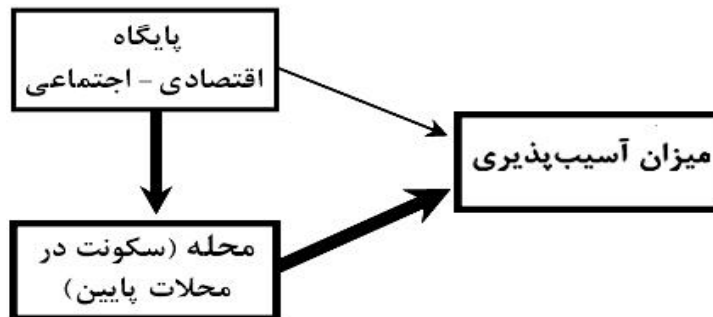 پایگاه
اقتصادی - اجتماعی
میزان آسیب‌پذیری
محله (سکونت در
محلات پایین)